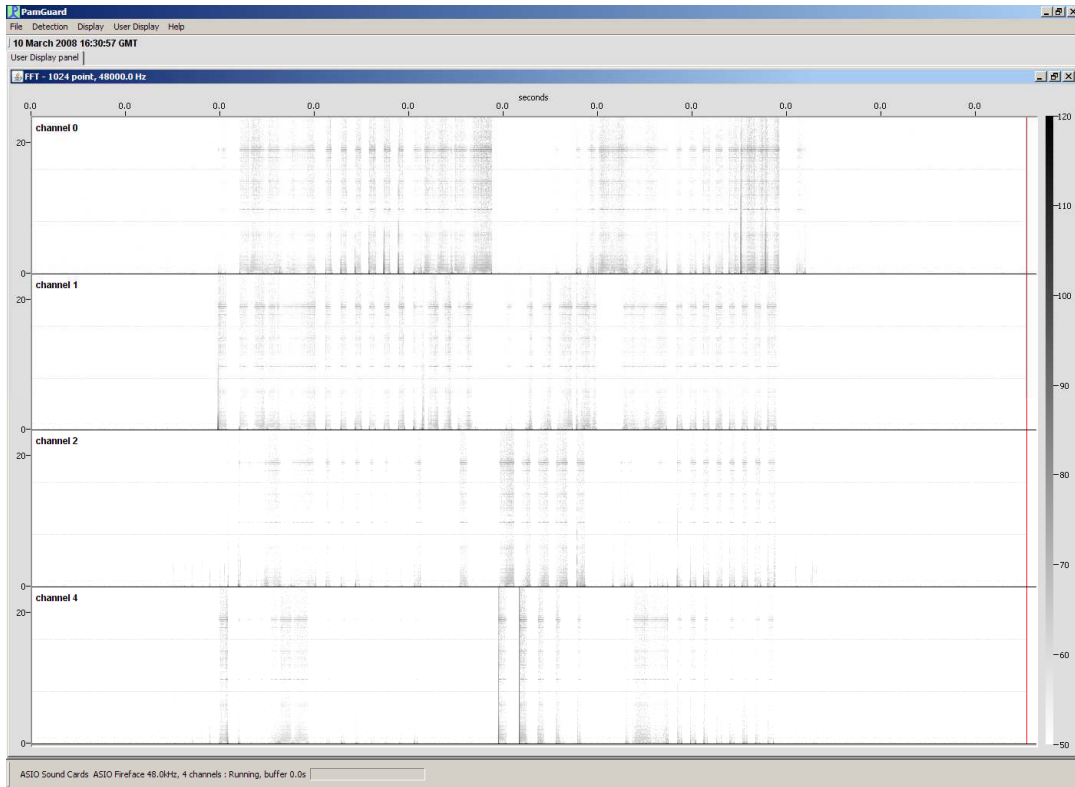 PamGuard
File Detection Display User Display Help
10 March 2008 16:30:57 GMT
User Display panel
FFT - 1024 point, 48000.0 Hz
seconds
0.0 0.0 0.0 0.0 0.0 0.0 0.0 0.0 0.0 0.0 0.0
channel 0
20
0
channel 1
20
0
channel 2
20
0
channel 4
20
0
120
110
100
90
80
70
60
50
ASIO Sound Cards ASIO Fireface 48.0kHz, 4 channels : Running, buffer 0.0s